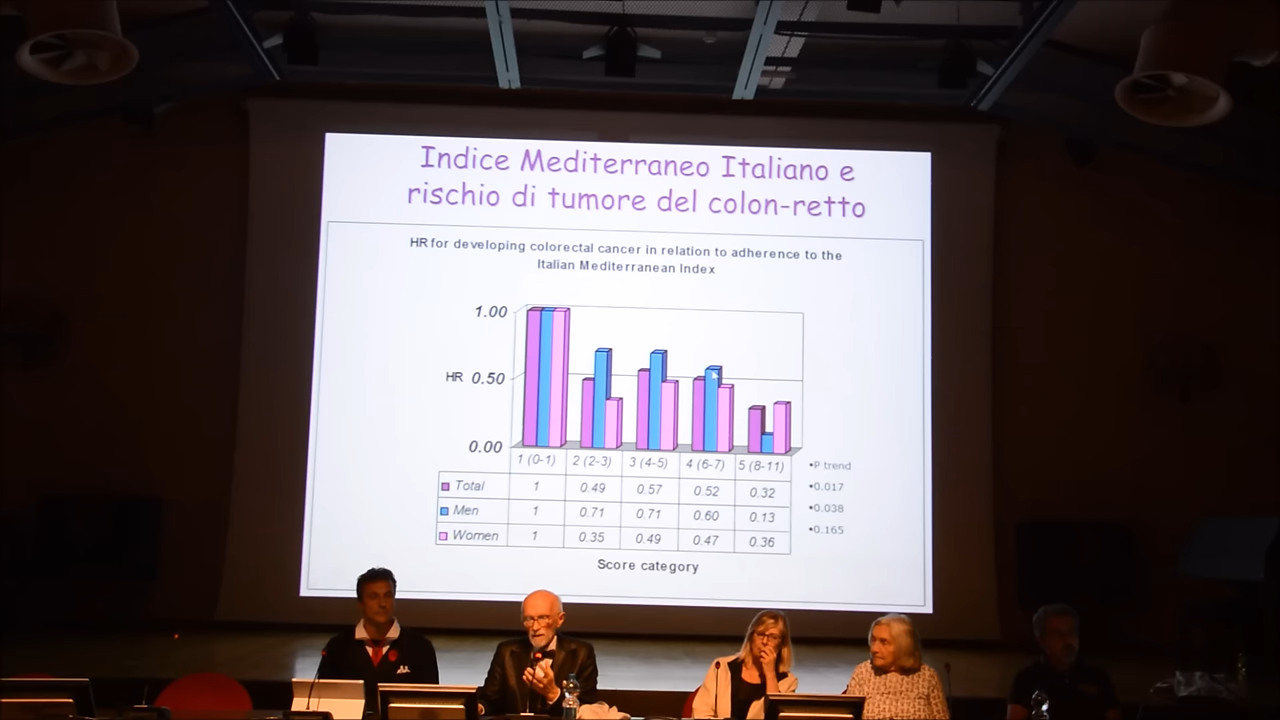 Indice Mediterraneo Italiano e
rischio di tumore del colon-retto
HR for developing colorectal cancer in relation to adherence to the
Italian Mediterranean Index
1.00
HR 0.50
0.00
1 (0-1) 2 (2-3) 3 (4-5) 4 (6-7) 5 (8-11)
Total 1 0.49 0.57 0.52 0.32
Men 1 0.71 0.71 0.60 0.13
Women 1 0.35 0.49 0.47 0.36
•P trend
•0.017
•0.038
•0.165
Score category